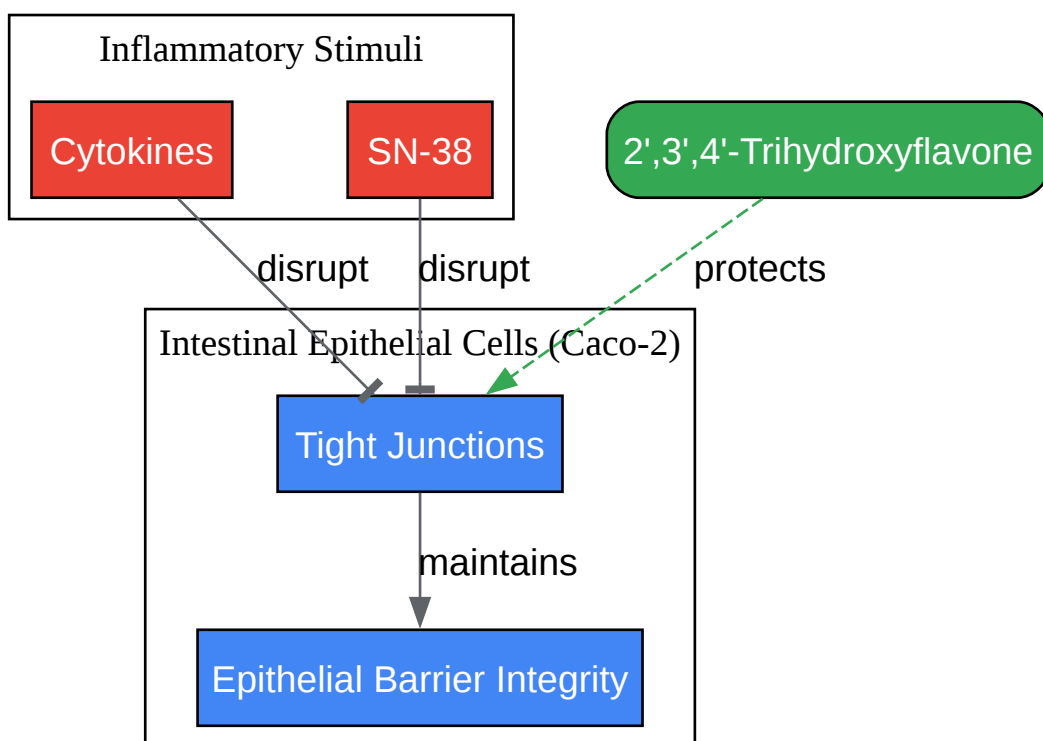 Inflammatory Stimuli
Cytokines
SN-38
2',3',4'-Trihydroxyflavone
disrupt
disrupt
protects
Intestinal Epithelial Cells (Caco-2)
Tight Junctions
maintains
Epithelial Barrier Integrity